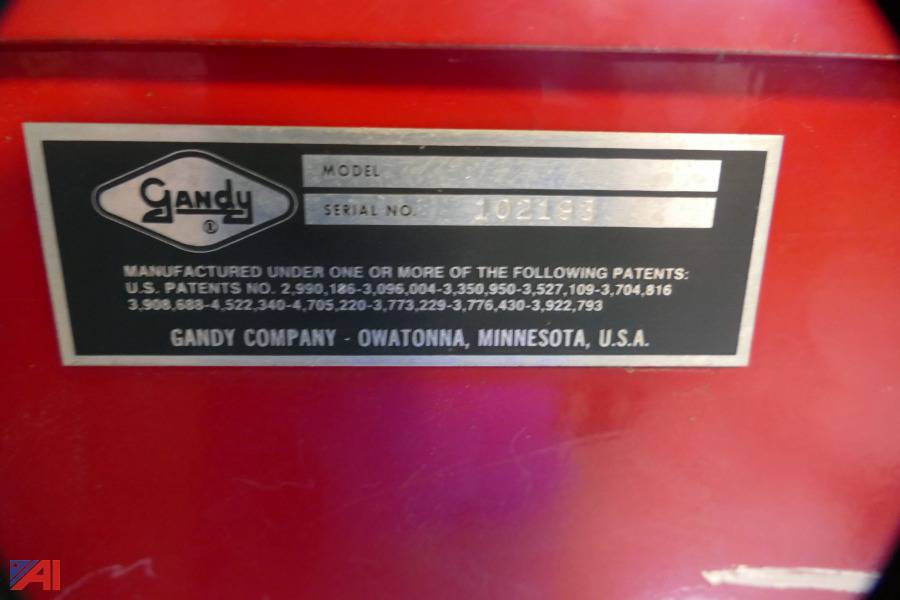 Gandy
®
MODEL
SERIAL NO. 102193
MANUFACTURED UNDER ONE OR MORE OF THE FOLLOWING PATENTS:
U.S. PATENTS NO. 2,990,186-3,096,004-3,350,950-3,527,109-3,704,816
3,908,688-4,522,340-4,705,220-3,773,229-3,776,430-3,922,793
GANDY COMPANY - OWATONNA, MINNESOTA, U.S.A.
AI